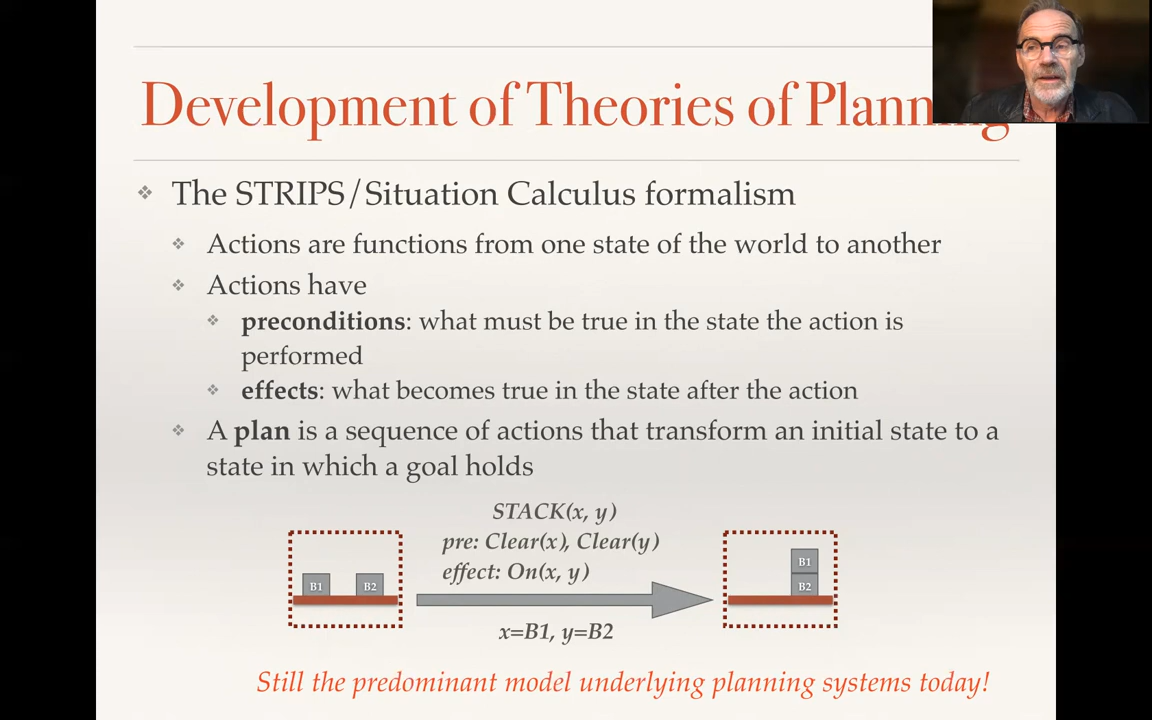 Development of Theories of Planning
The STRIPS/Situation Calculus formalism
Actions are functions from one state of the world to another
Actions have
preconditions: what must be true in the state the action is
performed
effects: what becomes true in the state after the action
A plan is a sequence of actions that transform an initial state to a
state in which a goal holds
STACK(x, y)
pre: Clear(x), Clear(y)
effect: On(x, y)
B1 B2
B1
B2
x=B1, y=B2
Still the predominant model underlying planning systems today!